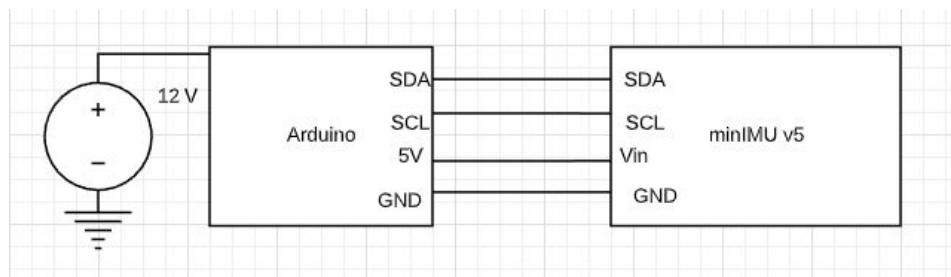 12 V
+
−
Arduino
SDA
SCL
5V
GND
SDA
SCL
Vin
GND
minIMU v5